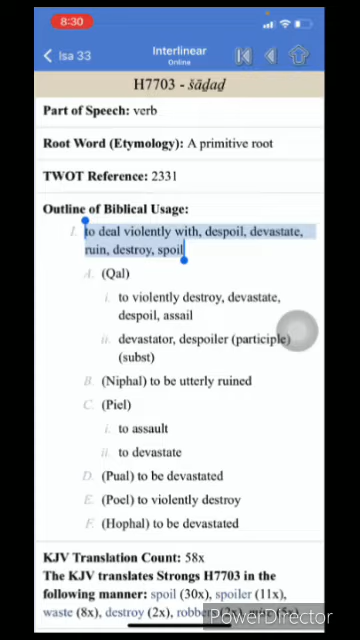 8:30
Isa 33
Interlinear
Online
H7703 - šāḏaḏ
Part of Speech: verb
Root Word (Etymology): A primitive root
TWOT Reference: 2331
Outline of Biblical Usage:
I. to deal violently with, despoil, devastate,
ruin, destroy, spoil
A. (Qal)
i. to violently destroy, devastate,
despoil, assail
ii. devastator, despoiler (participle)
(subst)
B. (Niphal) to be utterly ruined
C. (Piel)
i. to assault
ii. to devastate
D. (Pual) to be devastated
E. (Poel) to violently destroy
F. (Hophal) to be devastated
KJV Translation Count: 58x
The KJV translates Strongs H7703 in the
following manner: spoil (30x), spoiler (11x),
waste (8x), destroy (2x), robbers (2x),
PowerDirector